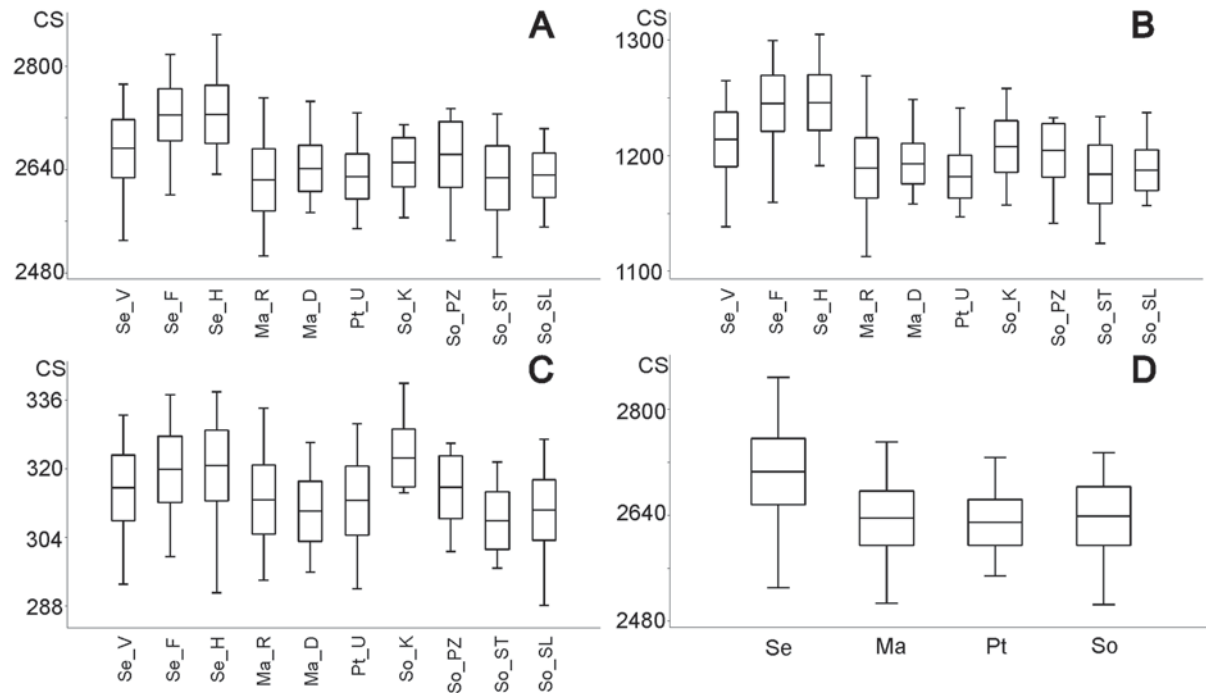 CS
A
2800
2640
2480
Se_V Se_F Se_H Ma_R Ma_D Pt_U So_K So_PZ So_ST So_SL
CS
B
1300
1200
1100
Se_V Se_F Se_H Ma_R Ma_D Pt_U So_K So_PZ So_ST So_SL
CS
C
336
320
304
288
Se_V Se_F Se_H Ma_R Ma_D Pt_U So_K So_PZ So_ST So_SL
CS
D
2800
2640
2480
Se Ma Pt So